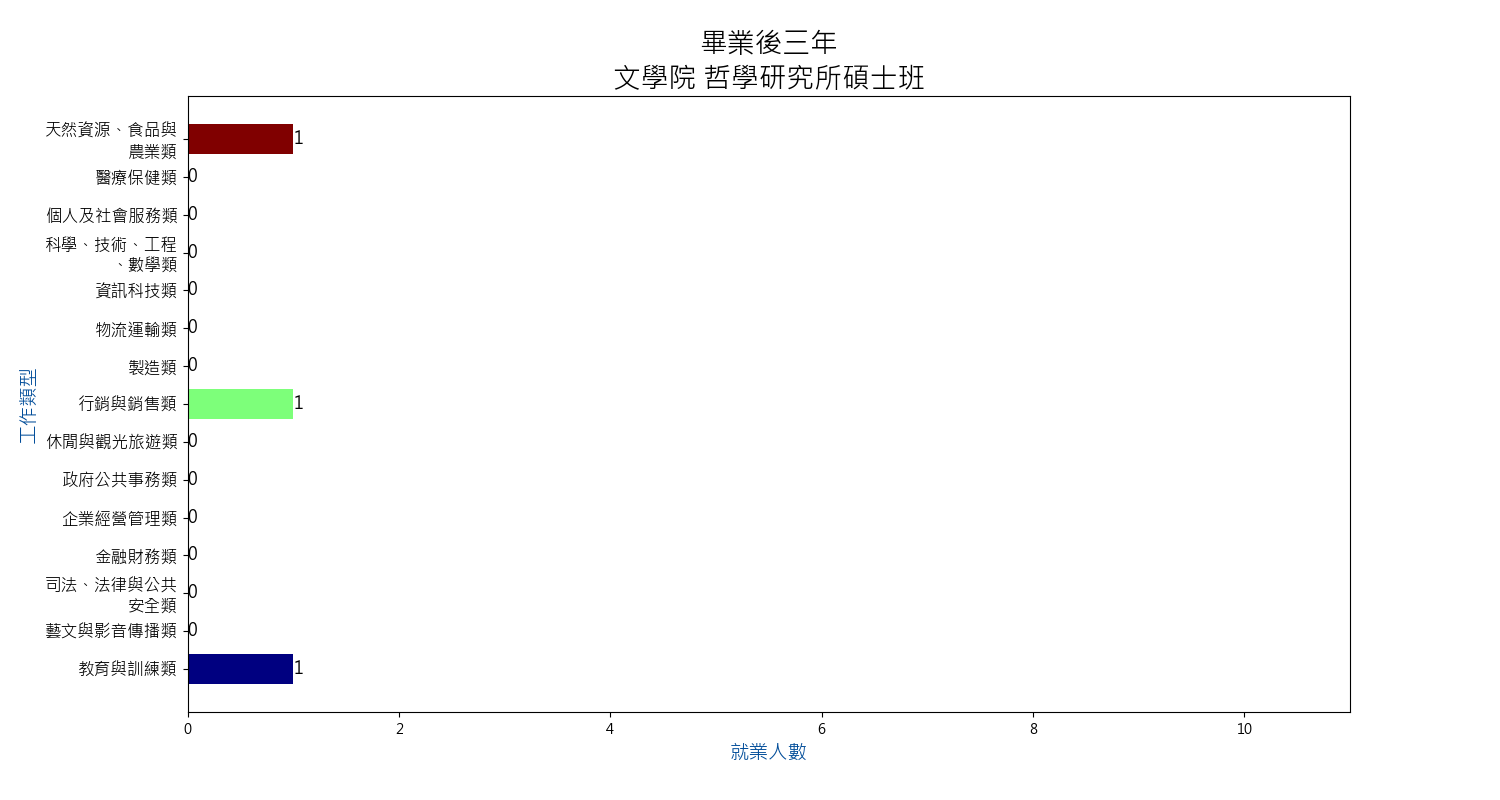 畢業後三年
文學院 哲學研究所碩士班
天然資源、食品與
農業類
1
醫療保健類
0
個人及社會服務類
0
科學、技術、工程
、數學類
0
資訊科技類
0
物流運輸類
0
製造類
0
行銷與銷售類
1
休閒與觀光旅遊類
0
政府公共事務類
0
企業經營管理類
0
金融財務類
0
司法、法律與公共
安全類
0
藝文與影音傳播類
0
教育與訓練類
1
工作類型
0 2 4 6 8 10
就業人數